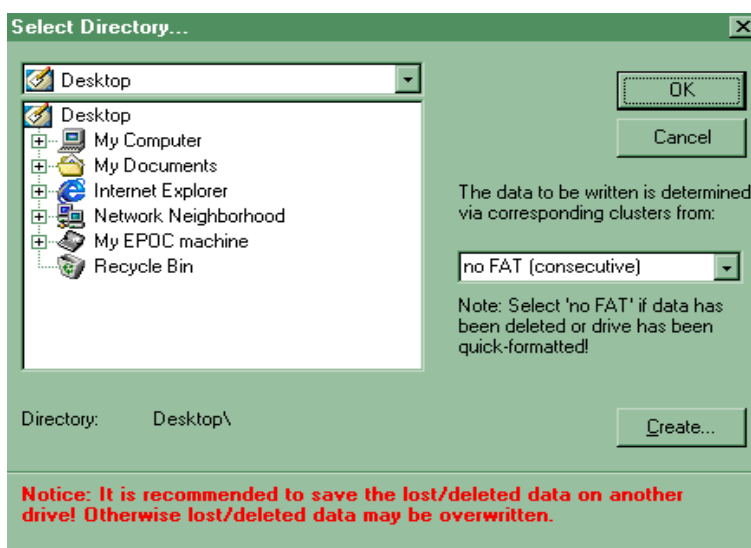 Select Directory...
Desktop
Desktop
My Computer
My Documents
Internet Explorer
Network Neighborhood
My EPOC machine
Recycle Bin
OK
Cancel
The data to be written is determined
via corresponding clusters from:
no FAT (consecutive)
Note: Select 'no FAT' if data has
been deleted or drive has been
quick-formatted!
Directory: Desktop\
Create...
Notice: It is recommended to save the lost/deleted data on another
drive! Otherwise lost/deleted data may be overwritten.